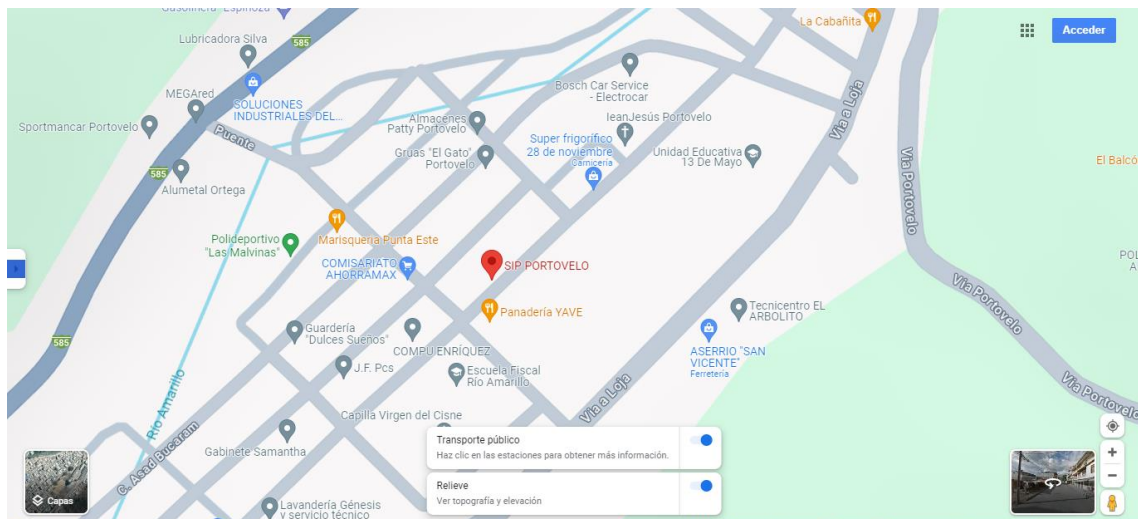 Gasolinera "Espinoza"
La Cabañita
Acceder
Lubricadora Silva
585
MEGAred
SOLUCIONES
INDUSTRIALES DEL...
Bosch Car Service
- Electrocar
Sportmancar Portovelo
Puente
Almacenes
Patty Portovelo
IeanJesús Portovelo
Vía a Loja
Super frigorífico
28 de noviembre
Carnicería
Gruas "El Gato"
Portovelo
Unidad Educativa
13 De Mayo
Vía Portovelo
El Balcó
585
Alumetal Ortega
Polideportivo
"Las Malvinas"
Marisqueria Punta Este
COMISARIATO
AHORRAMAX
SIP PORTOVELO
POL
A
Vía Portovelo
Panadería YAVE
Tecnicentro EL
ARBOLITO
Guardería
"Dulces Sueños"
COMPU ENRÍQUEZ
ASERRIO "SAN
VICENTE"
Ferretería
585
J.F. Pcs
Escuela Fiscal
Río Amarillo
Vía a Loja
Vía Portovelo
Río Amarillo
Capilla Virgen del Cisne
C. Asad Bucaram
Gabinete Samantha
Transporte público
Haz clic en las estaciones para obtener más información.
Relieve
Ver topografía y elevación
Capas
Lavandería Génesis
y servicio técnico